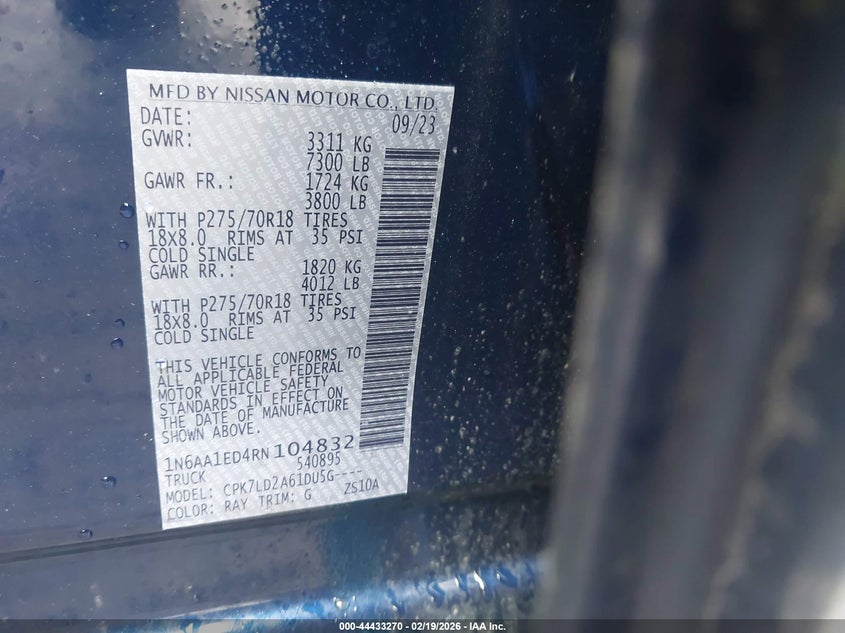 MFD BY NISSAN MOTOR CO., LTD.
DATE: 09/23
GVWR: 3311 KG
7300 LB
GAWR FR.: 1724 KG
3800 LB
WITH P275/70R18 TIRES
18X8.0 RIMS AT 35 PSI
COLD SINGLE
GAWR RR.: 1820 KG
4012 LB
WITH P275/70R18 TIRES
18X8.0 RIMS AT 35 PSI
COLD SINGLE
THIS VEHICLE CONFORMS TO
ALL APPLICABLE FEDERAL
MOTOR VEHICLE SAFETY
STANDARDS IN EFFECT ON
THE DATE OF MANUFACTURE
SHOWN ABOVE.
1N6AA1ED4RN104832
TRUCK 540895
MODEL: CPK7LD2A61DU5G----
COLOR: RAY TRIM: G ZS10A
000-44433270 - 02/19/2026 - IAA Inc.